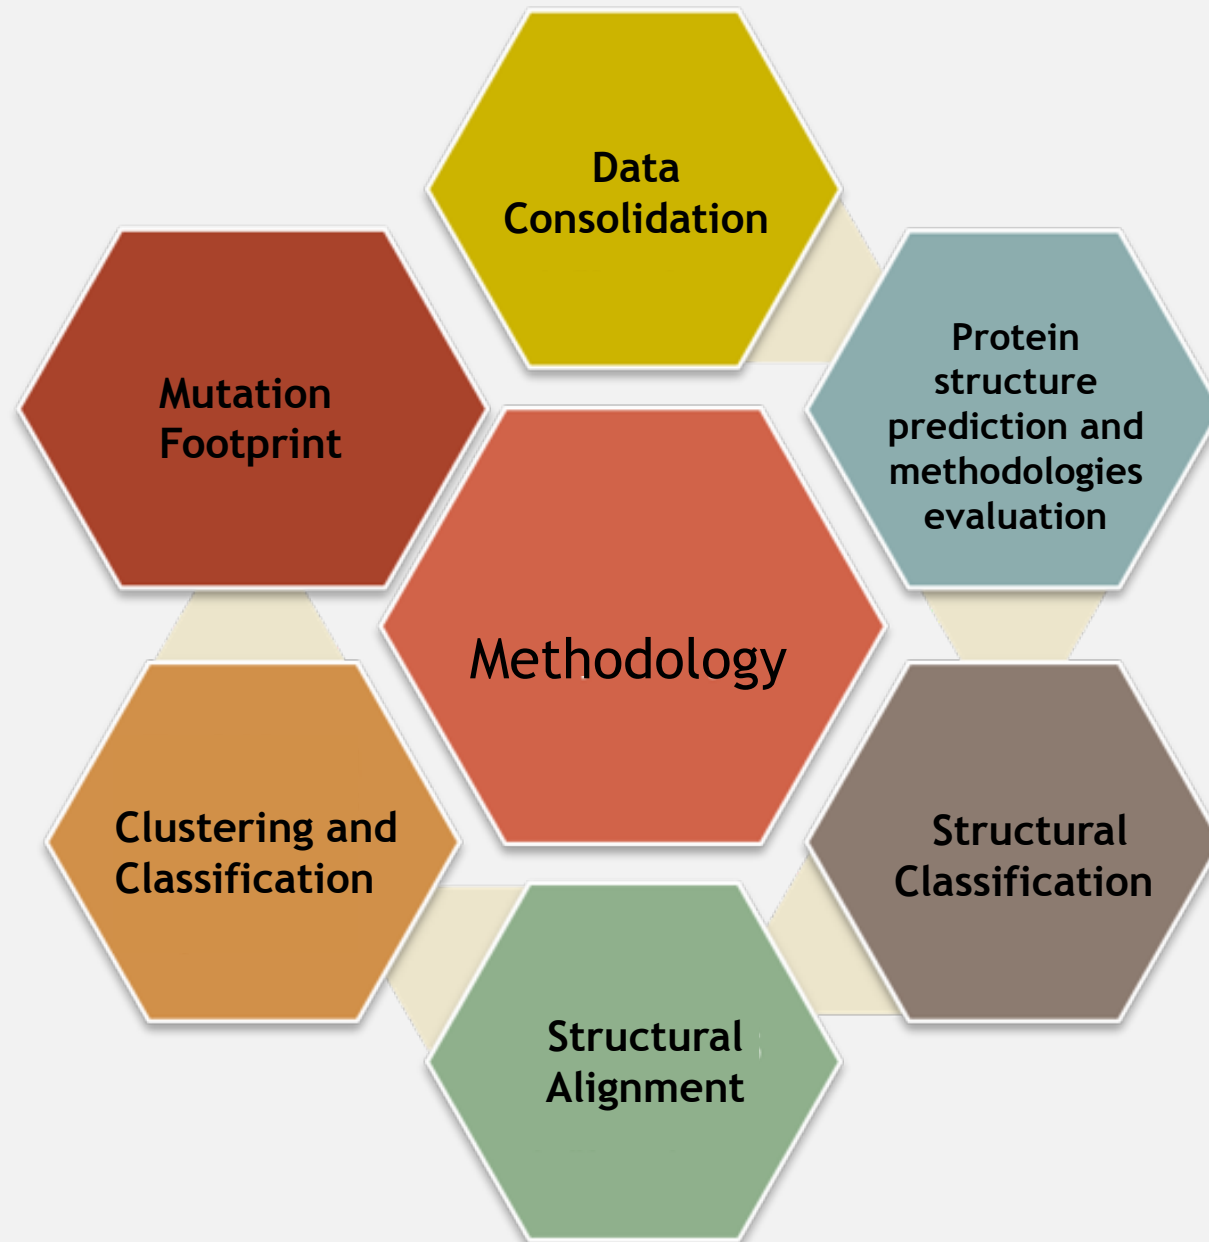 Data
Consolidation
Protein
structure
prediction and
methodologies
evaluation
Structural
Classification
Structural
Alignment
Clustering and
Classification
Mutation
Footprint
Methodology